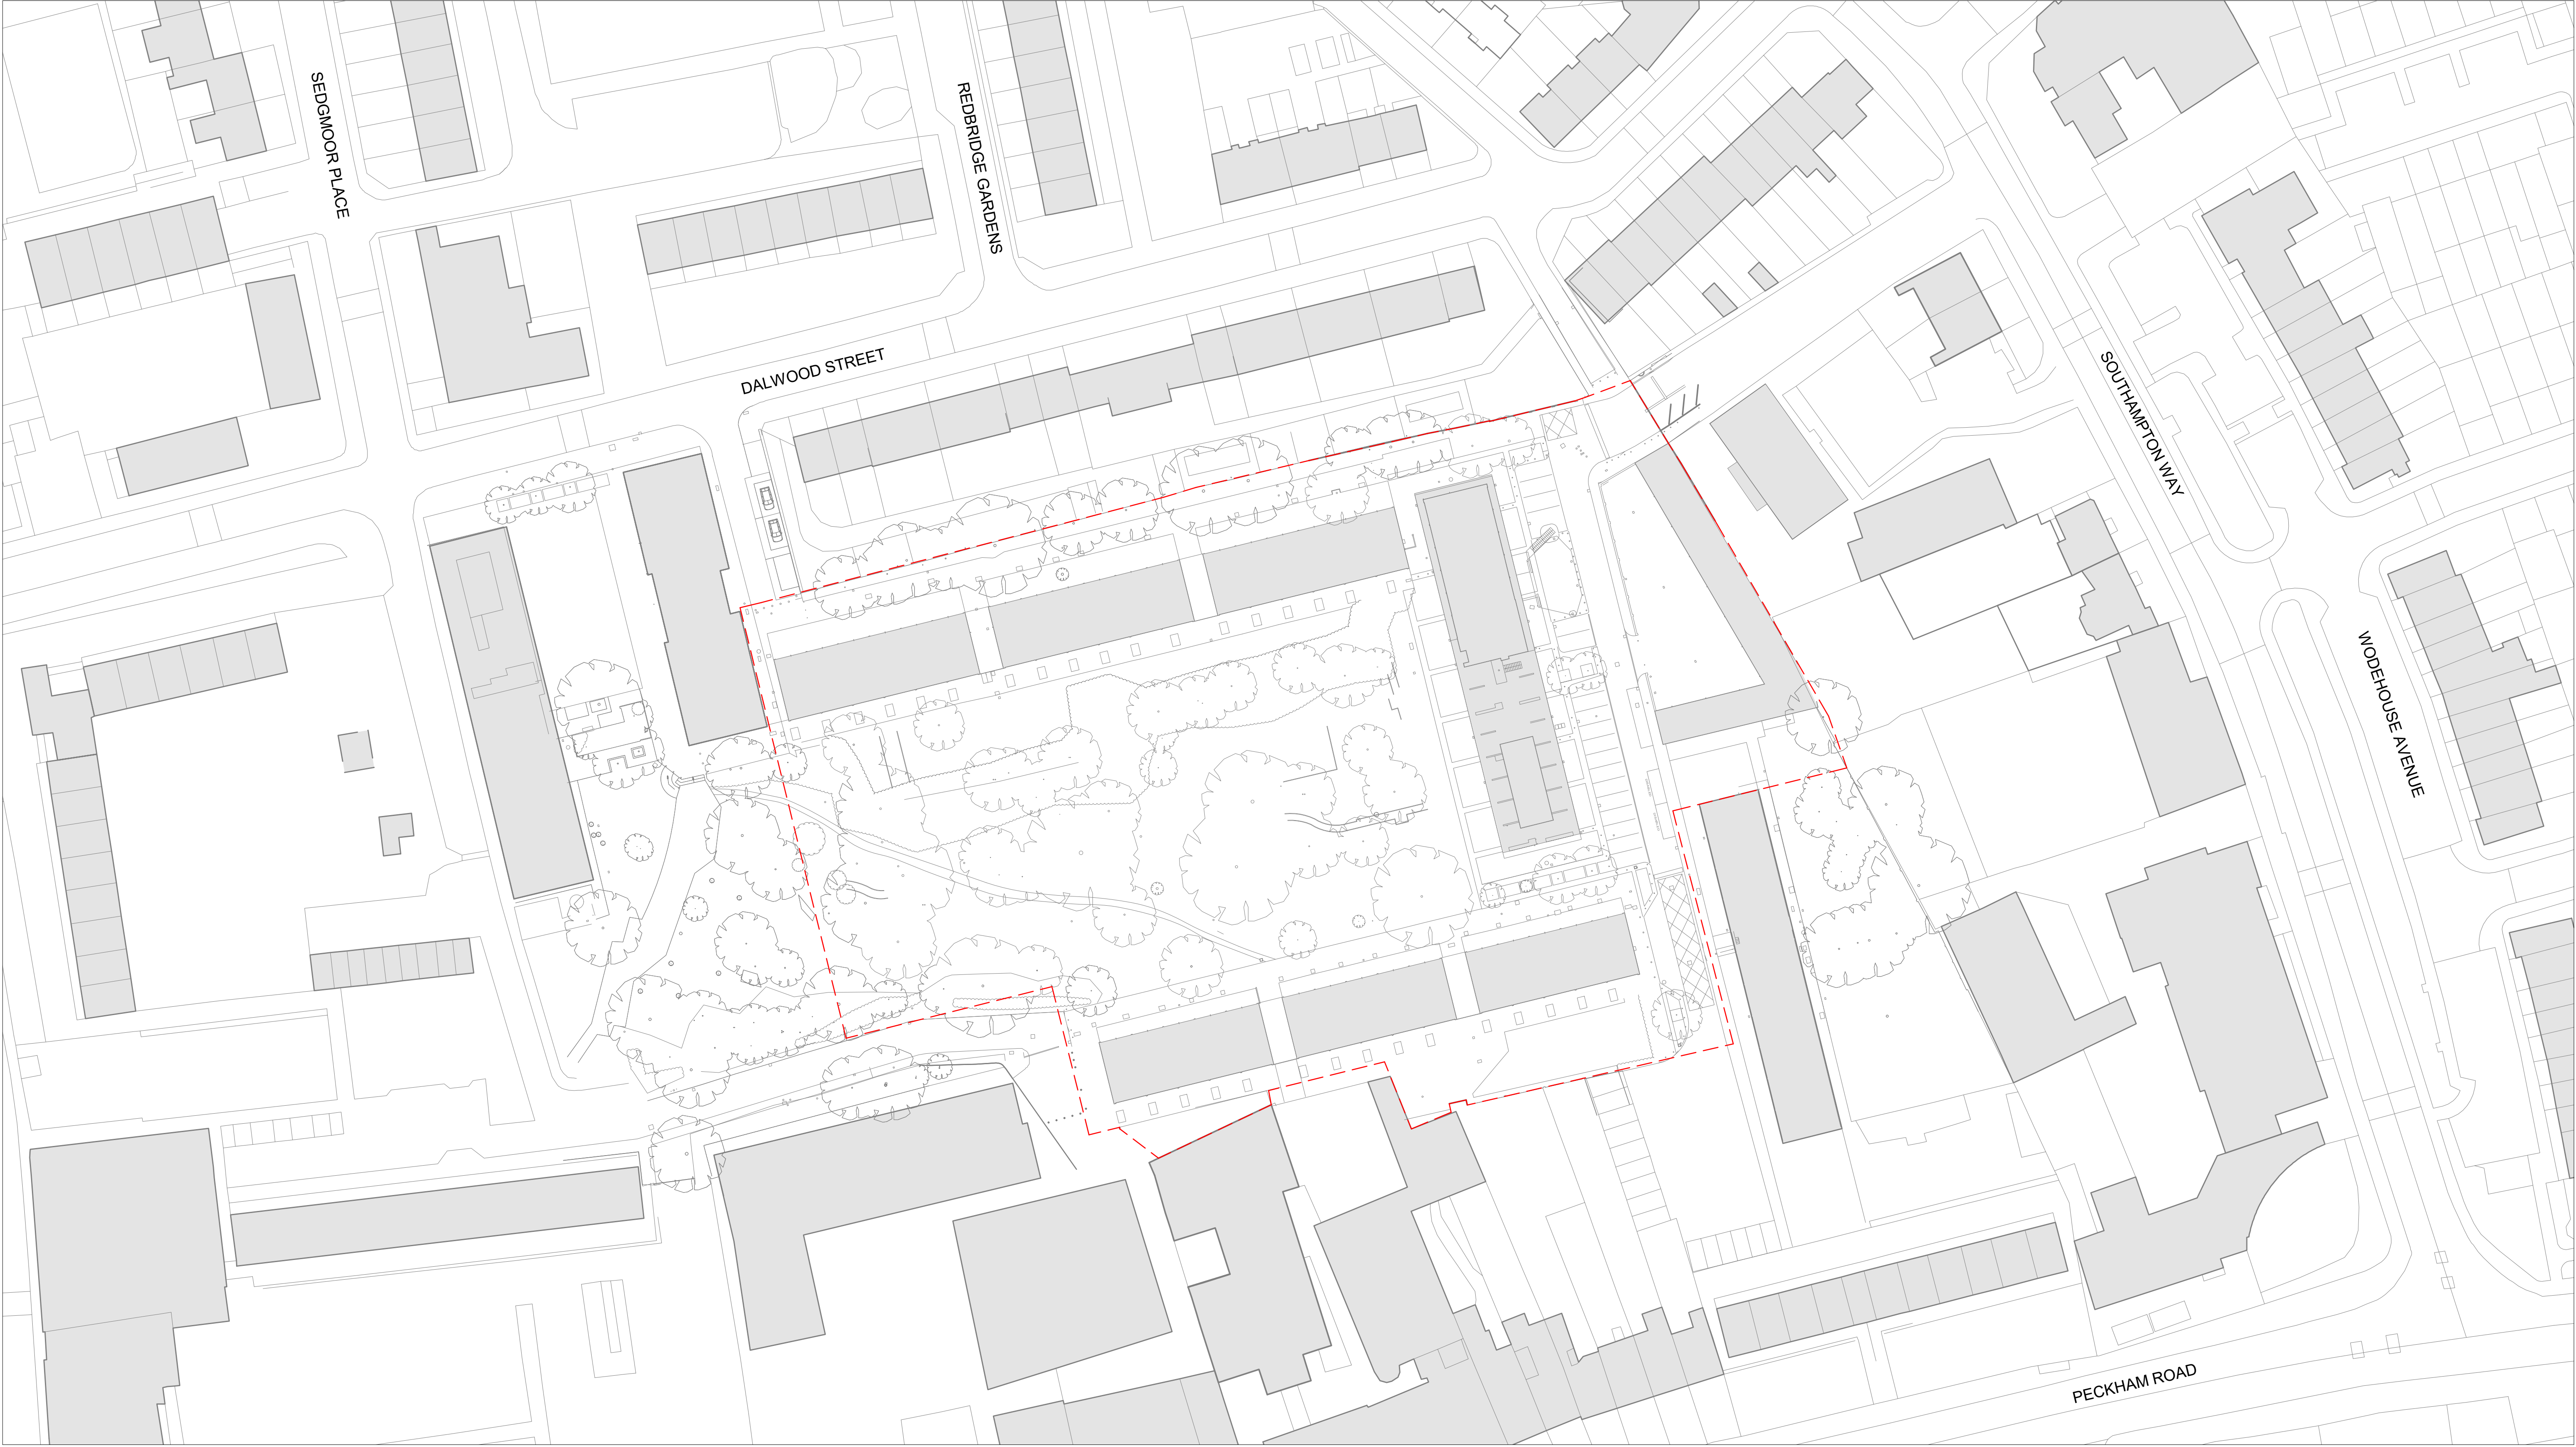 SEDGMOOR PLACE
REDBRIDGE GARDENS
DALWOOD STREET
SOUTHAMPTON WAY
WODEHOUSE AVENUE
PECKHAM ROAD